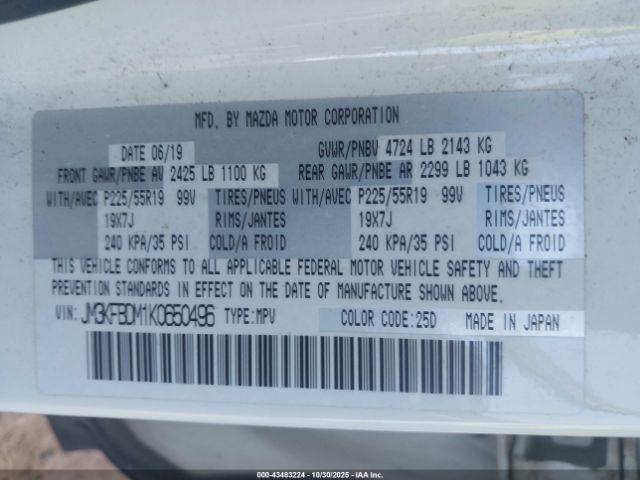 MFD. BY MAZDA MOTOR CORPORATION
DATE 06/19 GVWR/PNBV 4724 LB 2143 KG
FRONT GAWR/PNBE AV 2425 LB 1100 KG REAR GAWR/PNBE AR 2299 LB 1043 KG
WITH/AVEC P225/55R19 99V TIRES/PNEUS WITH/AVEC P225/55R19 99V TIRES/PNEUS
19X7J RIMS/JANTES 19X7J RIMS/JANTES
240 KPA/35 PSI COLD/A FROID 240 KPA/35 PSI COLD/A FROID
THIS VEHICLE CONFORMS TO ALL APPLICABLE FEDERAL MOTOR VEHICLE SAFETY AND THEFT
PREVENTION STANDARDS IN EFFECT ON THE DATE OF MANUFACTURE SHOWN ABOVE.
VIN: JM3KFBDM1K0650496 TYPE:MPV COLOR CODE:25D MADE IN JAPAN
000-43483224 | 10/30/2025 | IAA Inc.